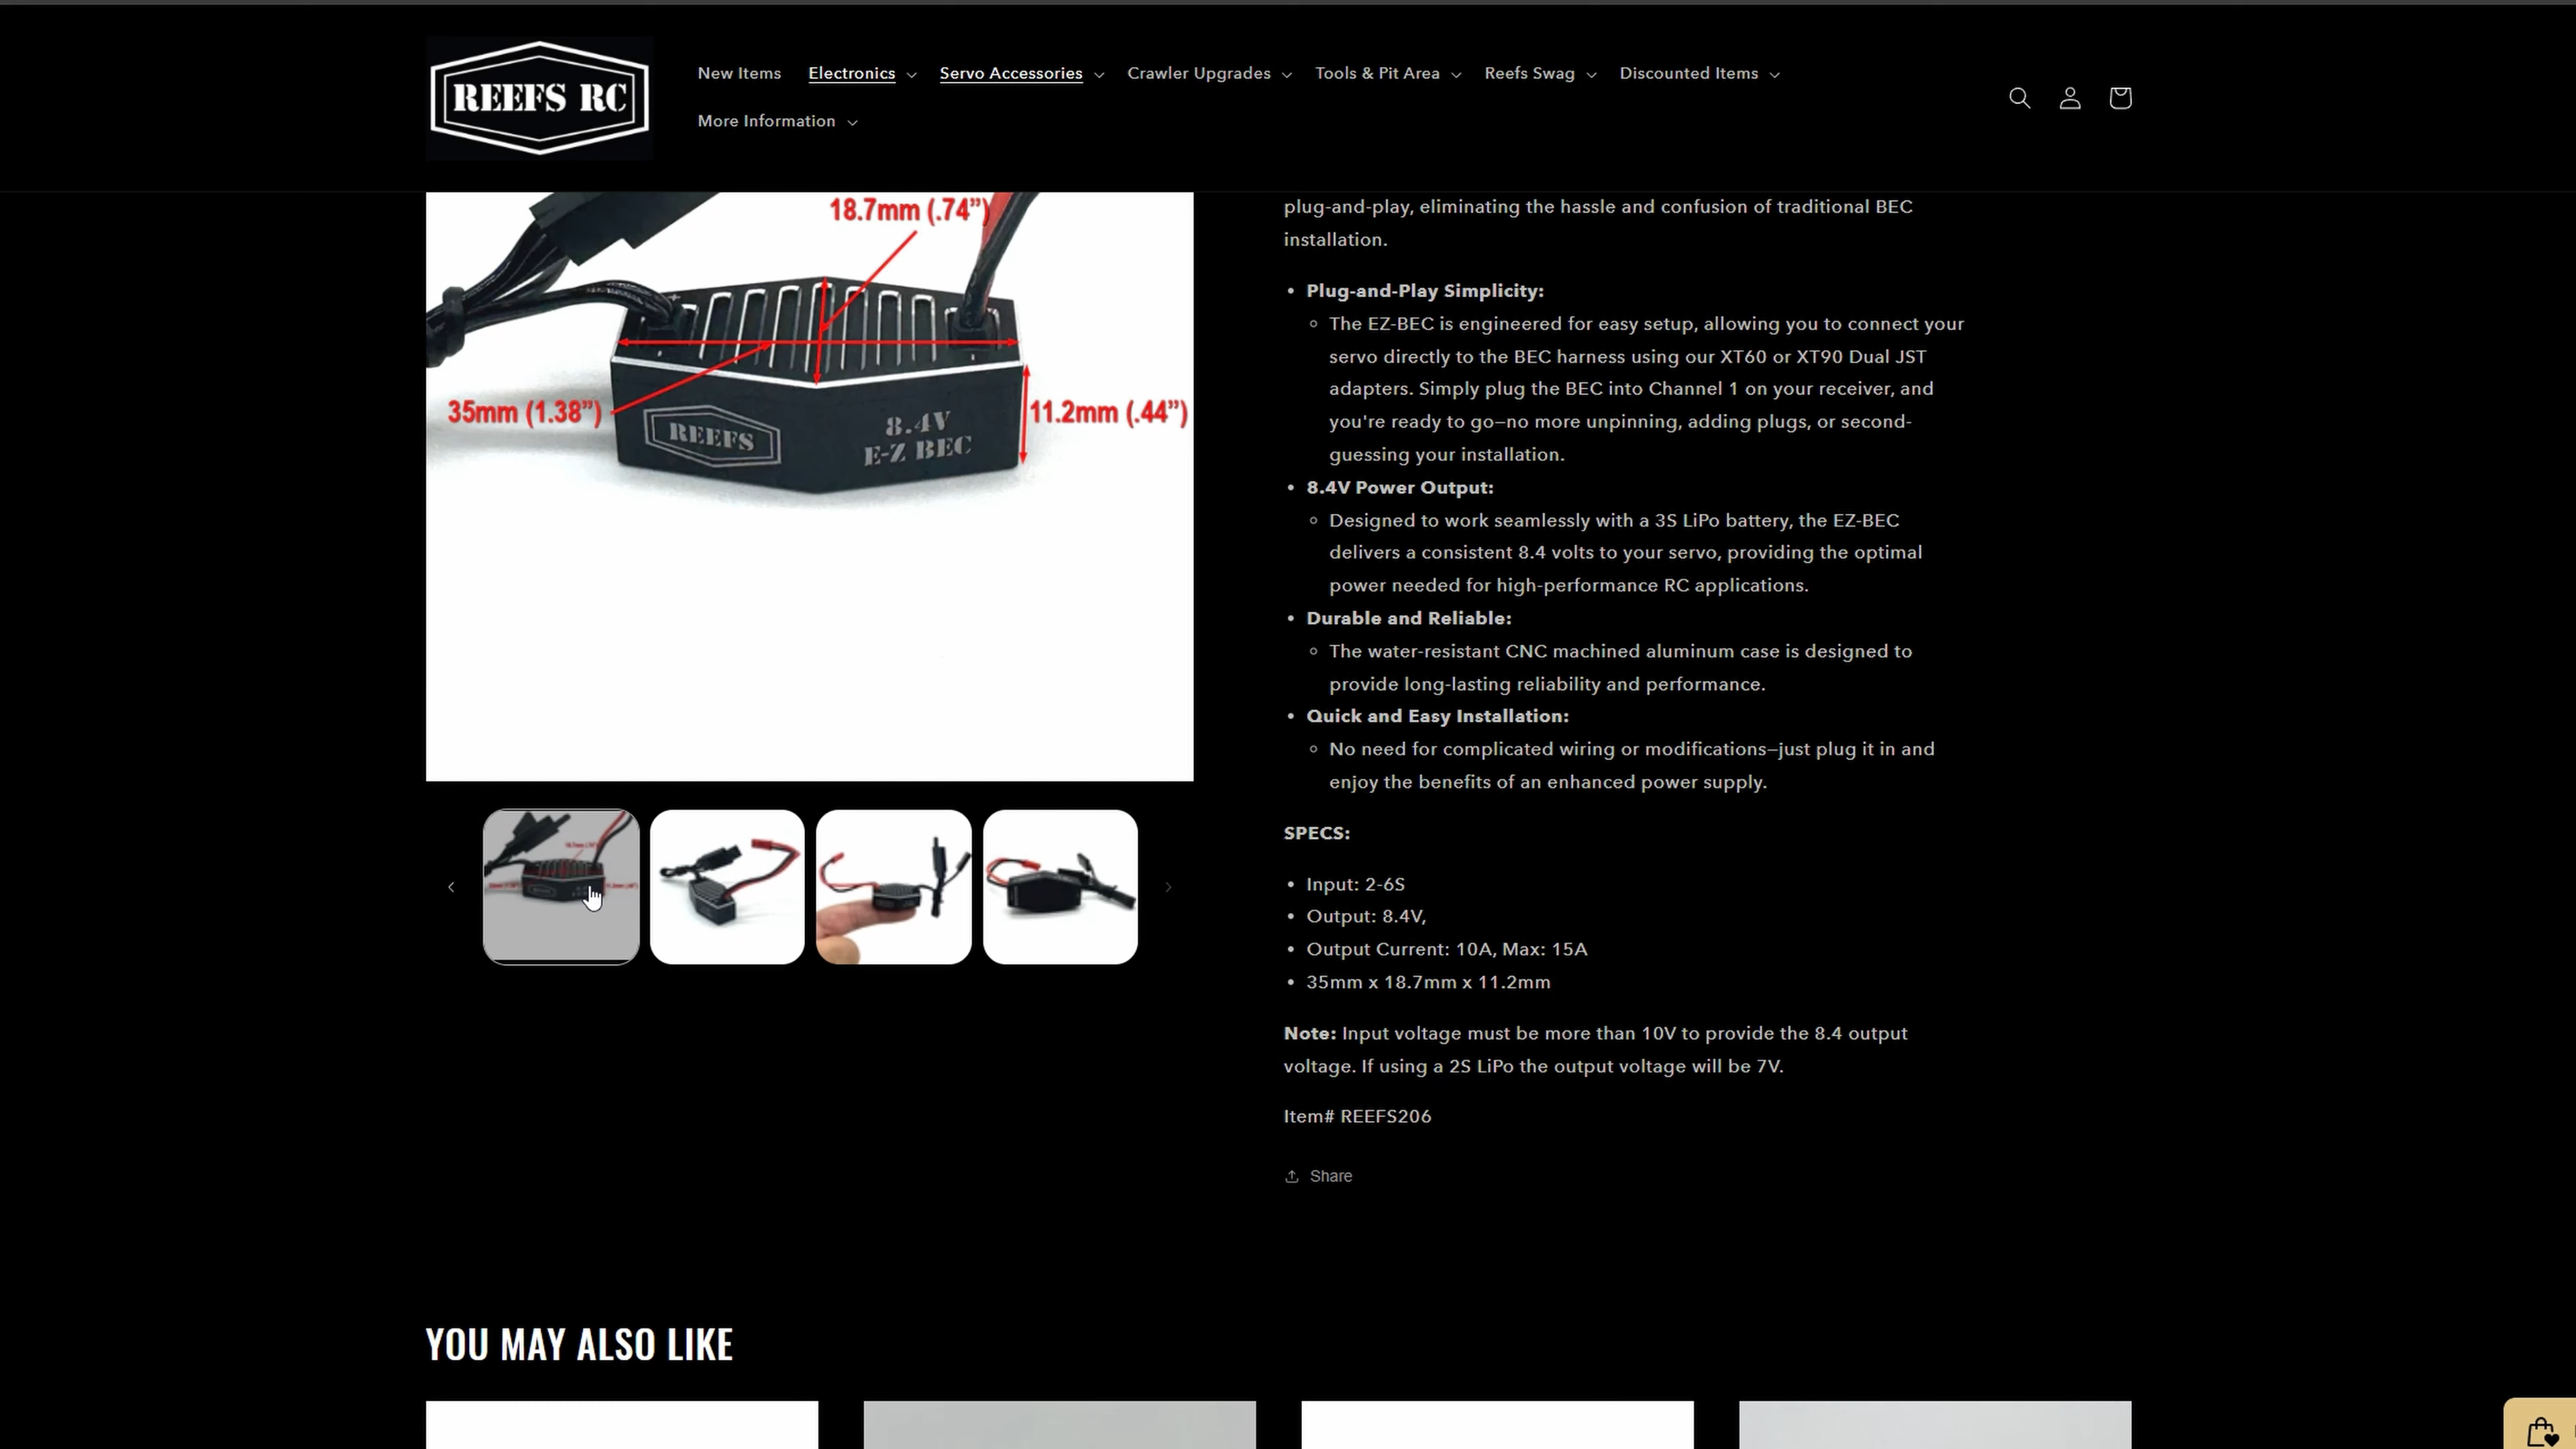 New Items
Electronics
Servo Accessories
Crawler Upgrades
Tools & Pit Area
Reefs Swag
Discounted Items
REEFS RC
More Information
18.7mm (.74")
35mm (1.38")
11.2mm (.44")
REEFS
8.4V
E-Z BEC
plug-and-play, eliminating the hassle and confusion of traditional BEC
installation.
• Plug-and-Play Simplicity:
The EZ-BEC is engineered for easy setup, allowing you to connect your
servo directly to the BEC harness using our XT60 or XT90 Dual JST
adapters. Simply plug the BEC into Channel 1 on your receiver, and
you're ready to go—no more unpinning, adding plugs, or second-
guessing your installation.
• 8.4V Power Output:
Designed to work seamlessly with a 3S LiPo battery, the EZ-BEC
delivers a consistent 8.4 volts to your servo, providing the optimal
power needed for high-performance RC applications.
• Durable and Reliable:
The water-resistant CNC machined aluminum case is designed to
provide long-lasting reliability and performance.
• Quick and Easy Installation:
No need for complicated wiring or modifications—just plug it in and
enjoy the benefits of an enhanced power supply.
SPECS:
• Input: 2-6S
• Output: 8.4V,
• Output Current: 10A, Max: 15A
• 35mm x 18.7mm x 11.2mm
Note: Input voltage must be more than 10V to provide the 8.4 output
voltage. If using a 2S LiPo the output voltage will be 7V.
Item# REEFS206
Share
YOU MAY ALSO LIKE